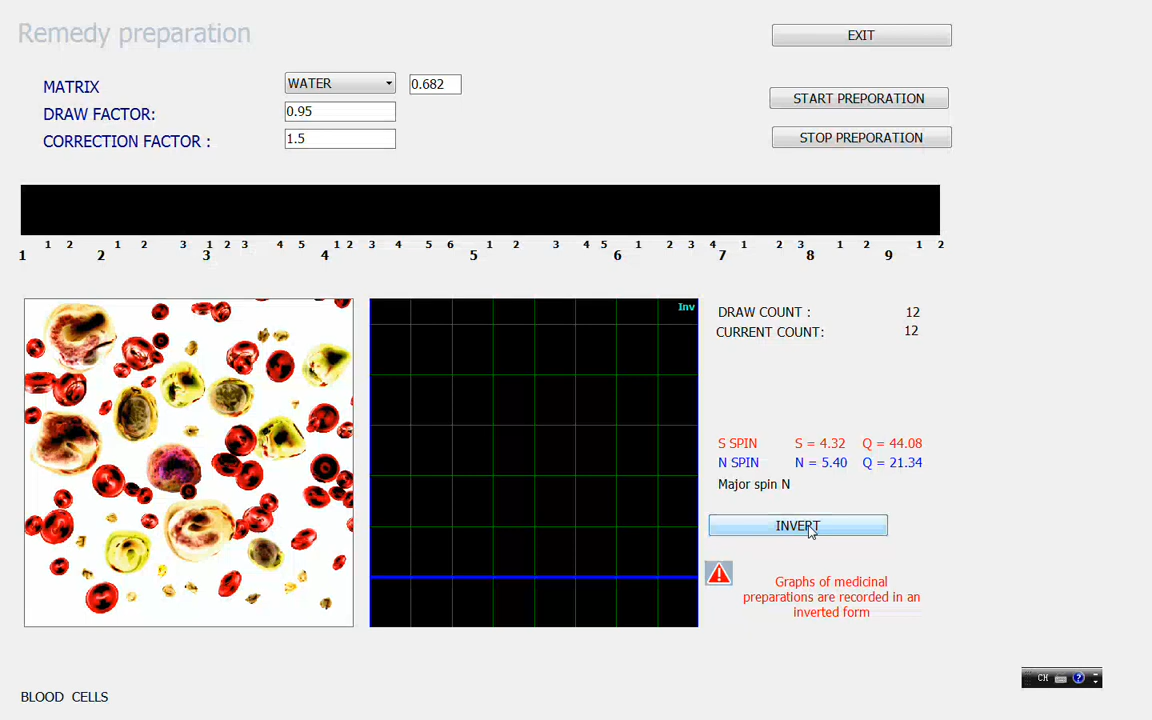 Remedy preparation
EXIT
MATRIX WATER 0.682
DRAW FACTOR: 0.95
START PREPORATION
CORRECTION FACTOR : 1.5
STOP PREPORATION
1 2 1 2 3 1 2 3 4 5 1 2 3 4 5 6 1 2 3 4 5 1 2 3 4 1 2 3 1 2 1 2
1 2 3 4 5 6 7 8 9
Inv
DRAW COUNT : 12
CURRENT COUNT: 12
S SPIN S = 4.32 Q = 44.08
N SPIN N = 5.40 Q = 21.34
Major spin N
INVERT
Graphs of medicinal
preparations are recorded in an
inverted form
CH ?
BLOOD CELLS